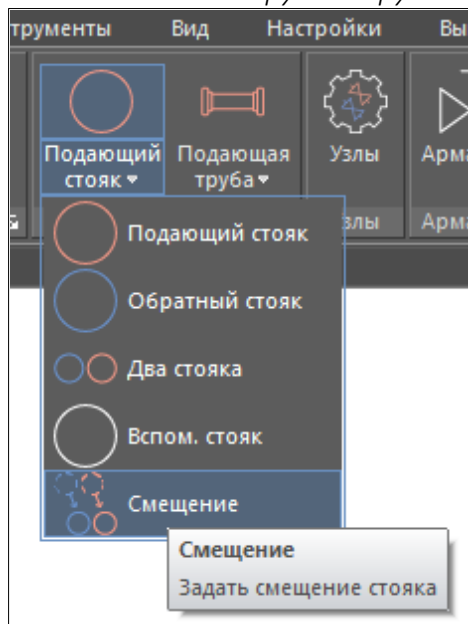 трументы Вид Настройки Вы
Подающий стояк
Подающая труба
Узлы
Арма
злы
Арма
Подающий стояк
Обратный стояк
Два стояка
Вспом. стояк
Смещение
Смещение
Задать смещение стояка